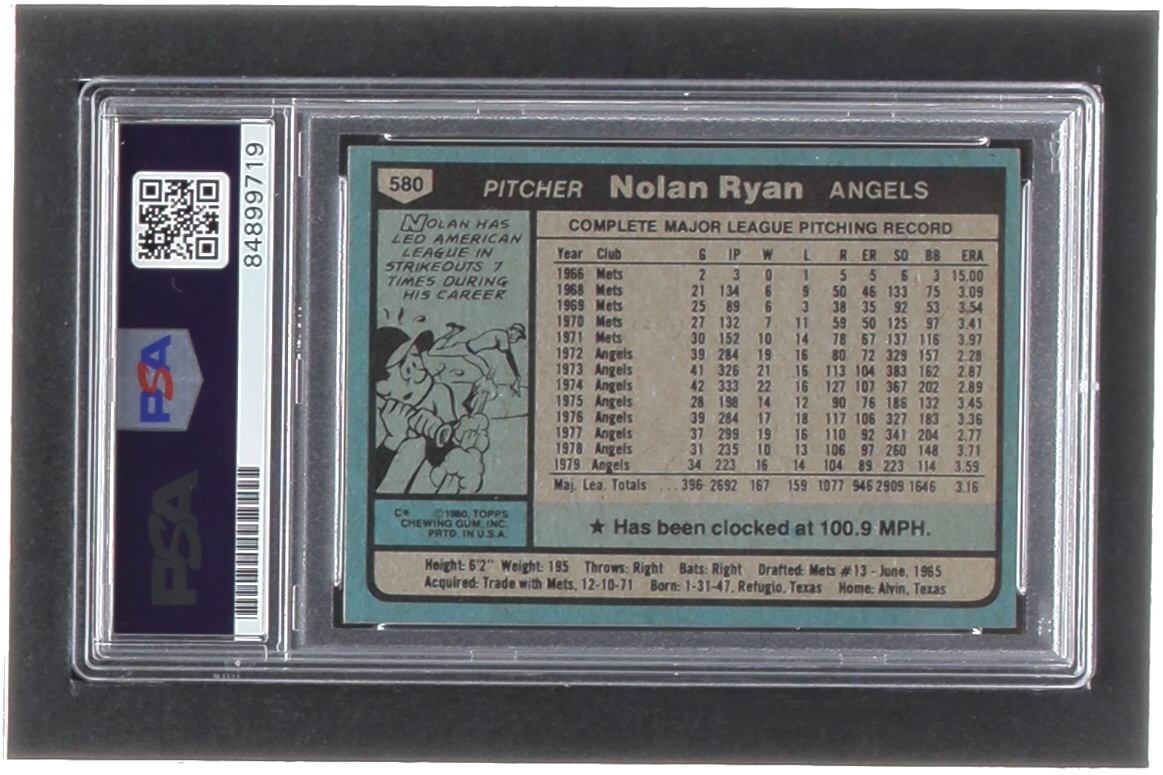 84899719
PSA
PSA
580 PITCHER Nolan Ryan ANGELS
NOLAN HAS
LED AMERICAN
LEAGUE IN
STRIKEOUTS 7
TIMES DURING
HIS CAREER.
C* ©1980, TOPPS
CHEWING GUM, INC.
PRTD. IN U.S.A.
COMPLETE MAJOR LEAGUE PITCHING RECORD
Year Club G IP W L R ER SO BB ERA
1966 Mets 2 3 0 1 5 5 6 3 15.00
1968 Mets 21 134 6 9 50 46 133 75 3.09
1969 Mets 25 89 6 3 38 35 92 53 3.54
1970 Mets 27 132 7 11 59 50 125 97 3.41
1971 Mets 30 152 10 14 78 67 137 116 3.97
1972 Angels 39 284 19 16 80 72 329 157 2.28
1973 Angels 41 326 21 16 113 104 383 162 2.87
1974 Angels 42 333 22 16 127 107 367 202 2.89
1975 Angels 28 198 14 12 90 76 186 132 3.45
1976 Angels 39 284 17 18 117 106 327 183 3.36
1977 Angels 37 299 19 16 110 92 341 204 2.77
1978 Angels 31 235 10 13 106 97 260 148 3.71
1979 Angels 34 223 16 14 104 89 223 114 3.59
Maj. Lea. Totals ... 396 2692 167 159 1077 946 2909 1646 3.16
★ Has been clocked at 100.9 MPH.
Height: 6'2" Weight: 195 Throws: Right Bats: Right Drafted: Mets #13 - June, 1965
Acquired: Trade with Mets, 12-10-71 Born: 1-31-47, Refugio, Texas Home: Alvin, Texas